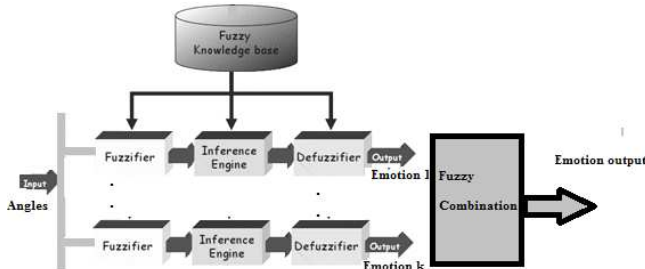 Fuzzy
Knowledge base
Fuzzifier
Inference
Engine
Defuzzifier
Output
Emotion 1
Input
Angles
Fuzzy
Combination
Emotion output
Fuzzifier
Inference
Engine
Defuzzifier
Output
Emotion k